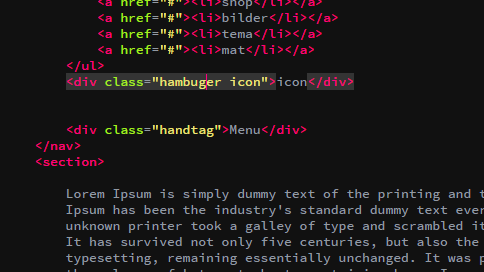 <a href="#"><li>shop</li></a>
<a href="#"><li>bilder</li></a>
<a href="#"><li>tema</li></a>
<a href="#"><li>mat</li></a>
</ul>
<div class="hambuger icon">icon</div>
<div class="handtag">Menu</div>
</nav>
<section>
Lorem Ipsum is simply dummy text of the printing and t
Ipsum has been the industry's standard dummy text ever
unknown printer took a galley of type and scrambled it
It has survived not only five centuries, but also the
typesetting, remaining essentially unchanged. It was p